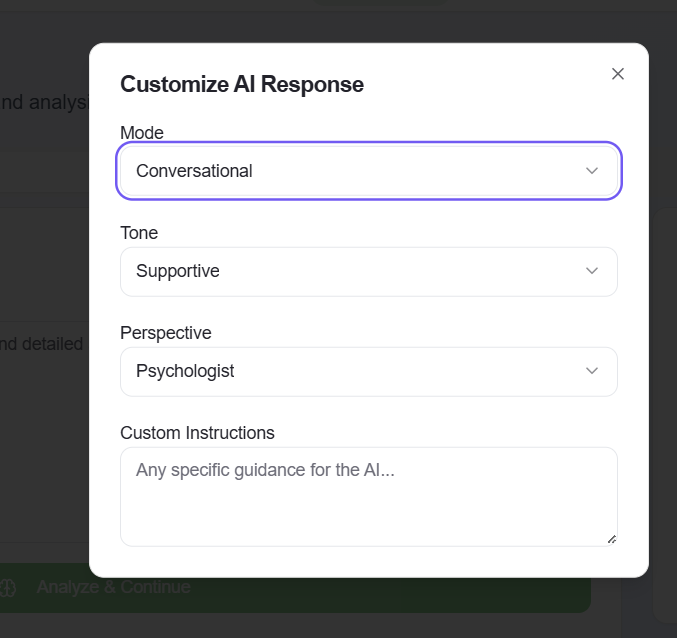 Customize AI Response
nd analysi
Mode
Conversational
Tone
Supportive
Perspective
nd detailed
Psychologist
Custom Instructions
Any specific guidance for the AI...
Analyze & Continue